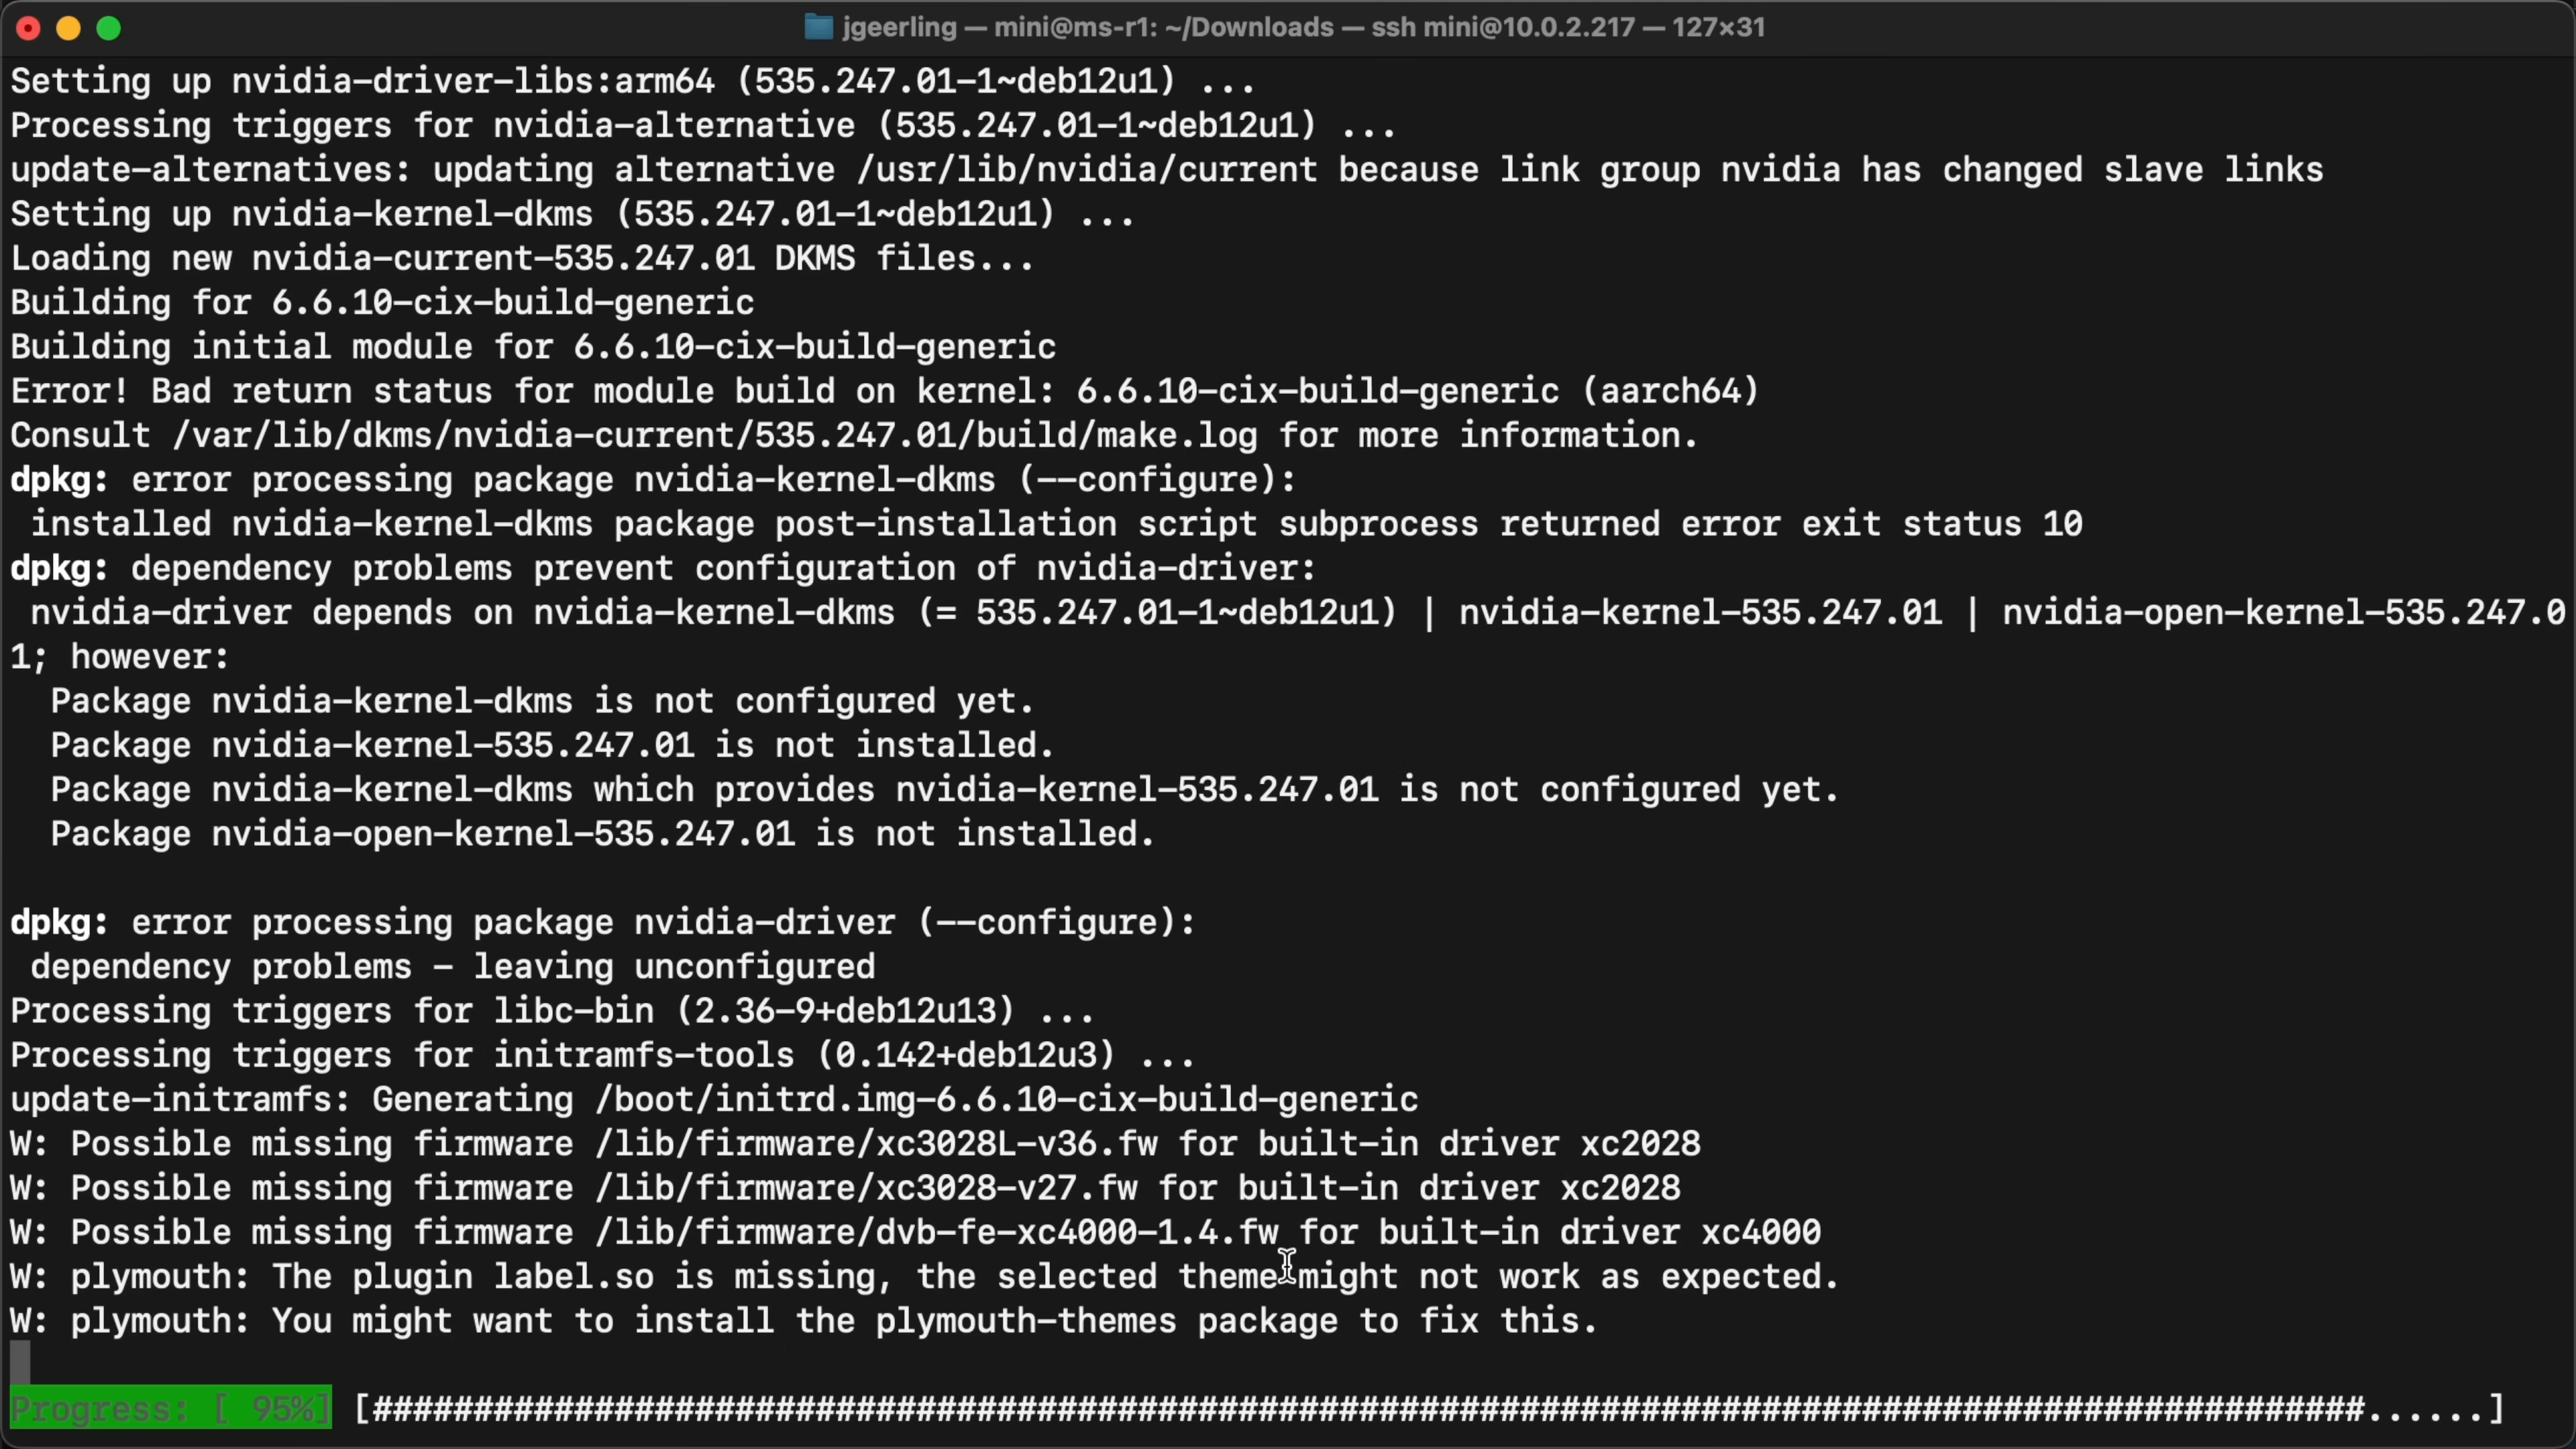 jgeerling — mini@ms-r1: ~/Downloads — ssh mini@10.0.2.217 — 127×31
Setting up nvidia-driver-libs:arm64 (535.247.01-1~deb12u1) ...
Processing triggers for nvidia-alternative (535.247.01-1~deb12u1) ...
update-alternatives: updating alternative /usr/lib/nvidia/current because link group nvidia has changed slave links
Setting up nvidia-kernel-dkms (535.247.01-1~deb12u1) ...
Loading new nvidia-current-535.247.01 DKMS files...
Building for 6.6.10-cix-build-generic
Building initial module for 6.6.10-cix-build-generic
Error! Bad return status for module build on kernel: 6.6.10-cix-build-generic (aarch64)
Consult /var/lib/dkms/nvidia-current/535.247.01/build/make.log for more information.
dpkg: error processing package nvidia-kernel-dkms (--configure):
 installed nvidia-kernel-dkms package post-installation script subprocess returned error exit status 10
dpkg: dependency problems prevent configuration of nvidia-driver:
 nvidia-driver depends on nvidia-kernel-dkms (= 535.247.01-1~deb12u1) | nvidia-kernel-535.247.01 | nvidia-open-kernel-535.247.0
1; however:
  Package nvidia-kernel-dkms is not configured yet.
  Package nvidia-kernel-535.247.01 is not installed.
  Package nvidia-kernel-dkms which provides nvidia-kernel-535.247.01 is not configured yet.
  Package nvidia-open-kernel-535.247.01 is not installed.
dpkg: error processing package nvidia-driver (--configure):
 dependency problems - leaving unconfigured
Processing triggers for libc-bin (2.36-9+deb12u13) ...
Processing triggers for initramfs-tools (0.142+deb12u3) ...
update-initramfs: Generating /boot/initrd.img-6.6.10-cix-build-generic
W: Possible missing firmware /lib/firmware/xc3028L-v36.fw for built-in driver xc2028
W: Possible missing firmware /lib/firmware/xc3028-v27.fw for built-in driver xc2028
W: Possible missing firmware /lib/firmware/dvb-fe-xc4000-1.4.fw for built-in driver xc4000
W: plymouth: The plugin label.so is missing, the selected theme might not work as expected.
W: plymouth: You might want to install the plymouth-themes package to fix this.
Progress: [ 95%] [###################################################################################################......]